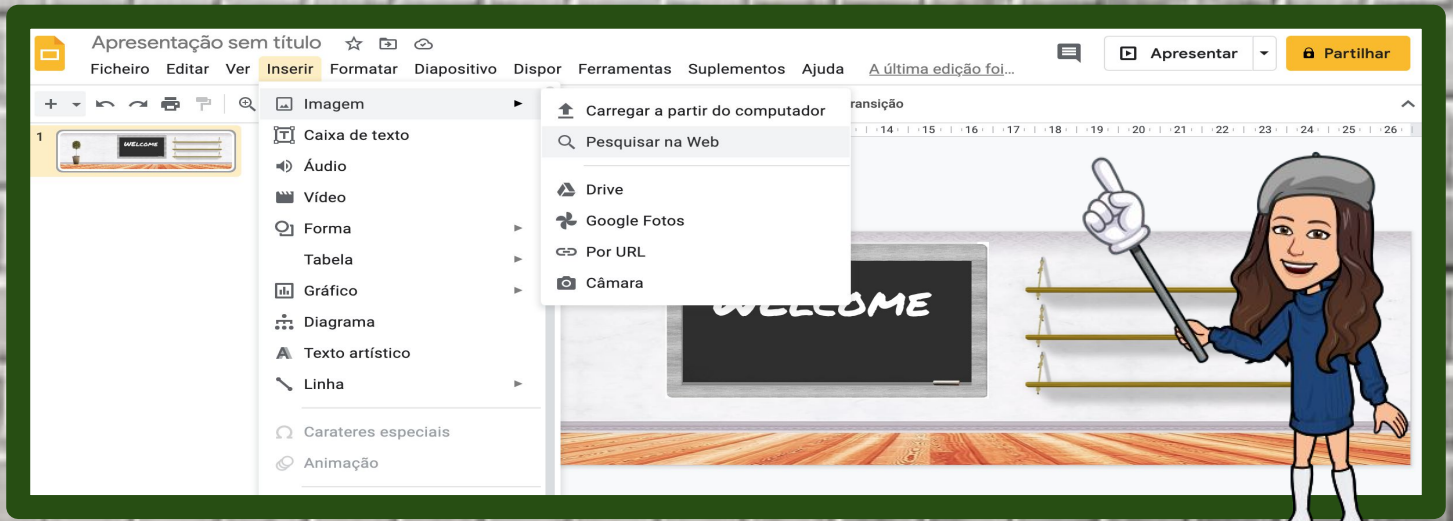 Apresentação sem título
Ficheiro Editar Ver Inserir Formatar Diapositivo Dispor Ferramentas Suplementos Ajuda A última edição foi...
Apresentar
Partilhar
Imagem
Caixa de texto
Áudio
Vídeo
Forma
Tabela
Gráfico
Diagrama
Texto artístico
Linha
Carateres especiais
Animação
Carregar a partir do computador
Pesquisar na Web
Drive
Google Fotos
Por URL
Câmara
ransição
14 15 16 17 18 19 20 21 22 23 24 25 26
1
WELCOME
WELCOME